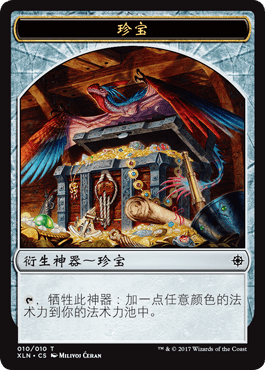 珍宝
衍生神器～珍宝
，牺牲此神器：加一点任意颜色的法
术力到你的法术力池中。
010/010 T
XLN • CS MILIVOJ ĆERAN
™ & © 2017 Wizards of the Coast